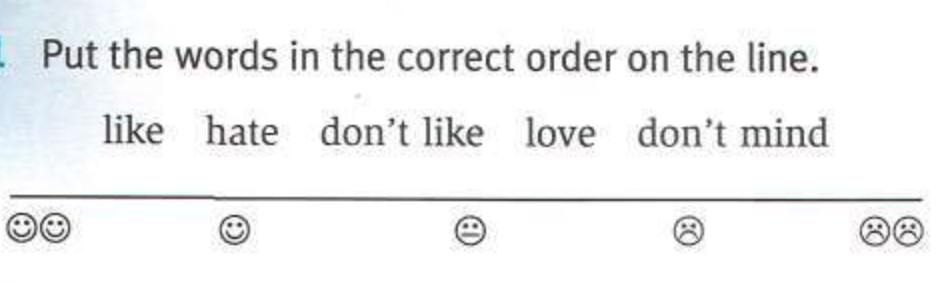 Put the words in the correct order on the line.
like hate don't like love don't mind